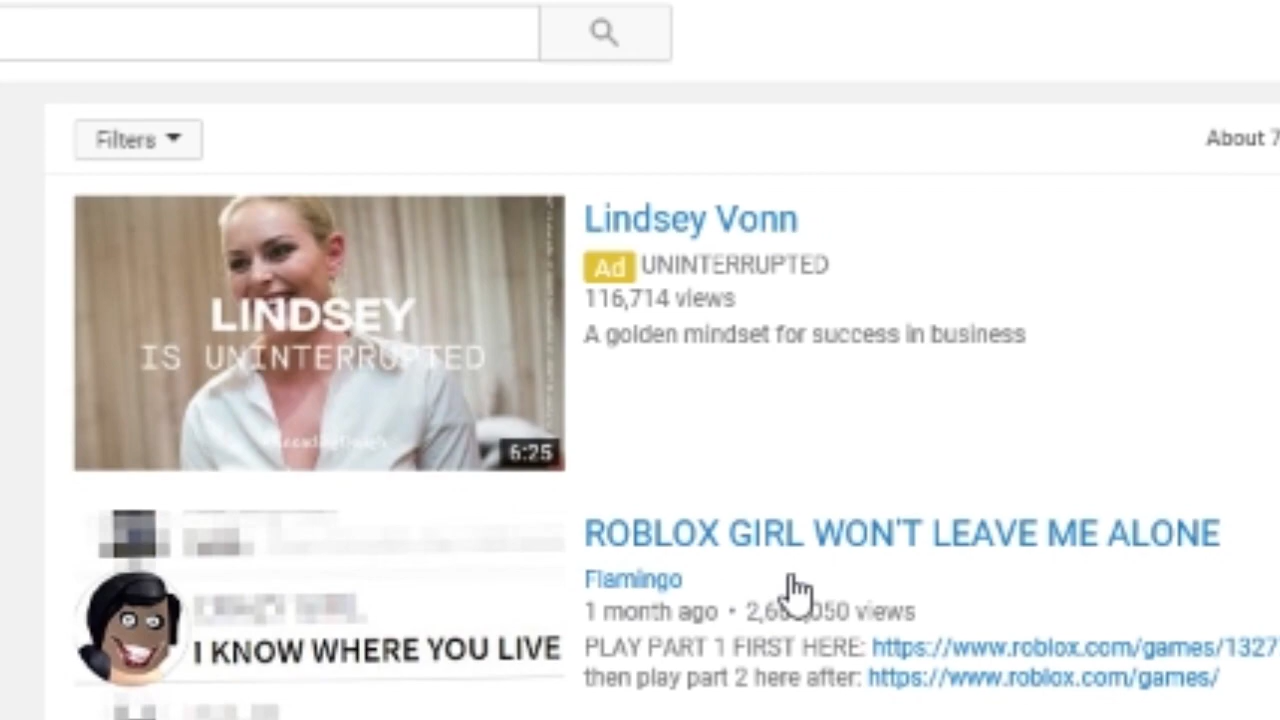 Filters
About 7
LINDSEY
IS UNINTERRUPTED
6:25
Lindsey Vonn
Ad UNINTERRUPTED
116,714 views
A golden mindset for success in business
I KNOW WHERE YOU LIVE
ROBLOX GIRL WON'T LEAVE ME ALONE
Flamingo
1 month ago • views
PLAY PART 1 FIRST HERE: https://www.roblox.com/games/1327
then play part 2 here after: https://www.roblox.com/games/